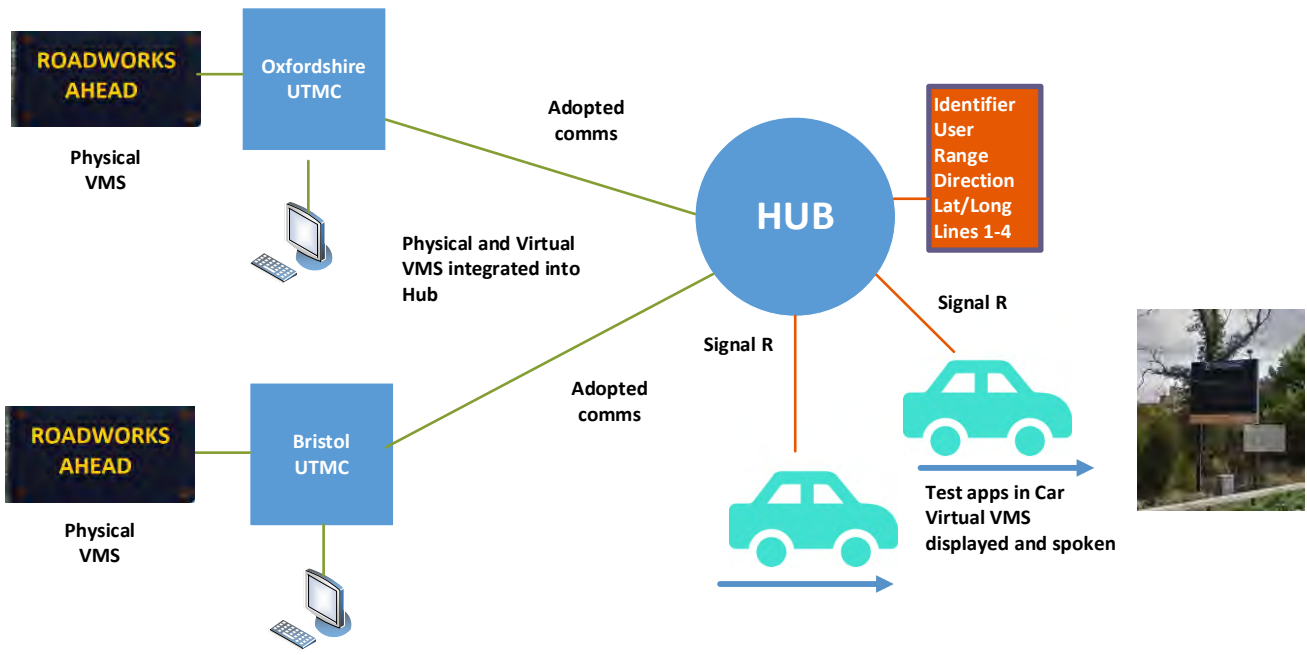 ROADWORKS
AHEAD
Physical
VMS
Oxfordshire
UTMC
Adopted
comms
Physical and Virtual
VMS integrated into
Hub
HUB
Identifier
User
Range
Direction
Lat/Long
Lines 1-4
Signal R
Signal R
ROADWORKS
AHEAD
Physical
VMS
Bristol
UTMC
Adopted
comms
Test apps in Car
Virtual VMS
displayed and spoken